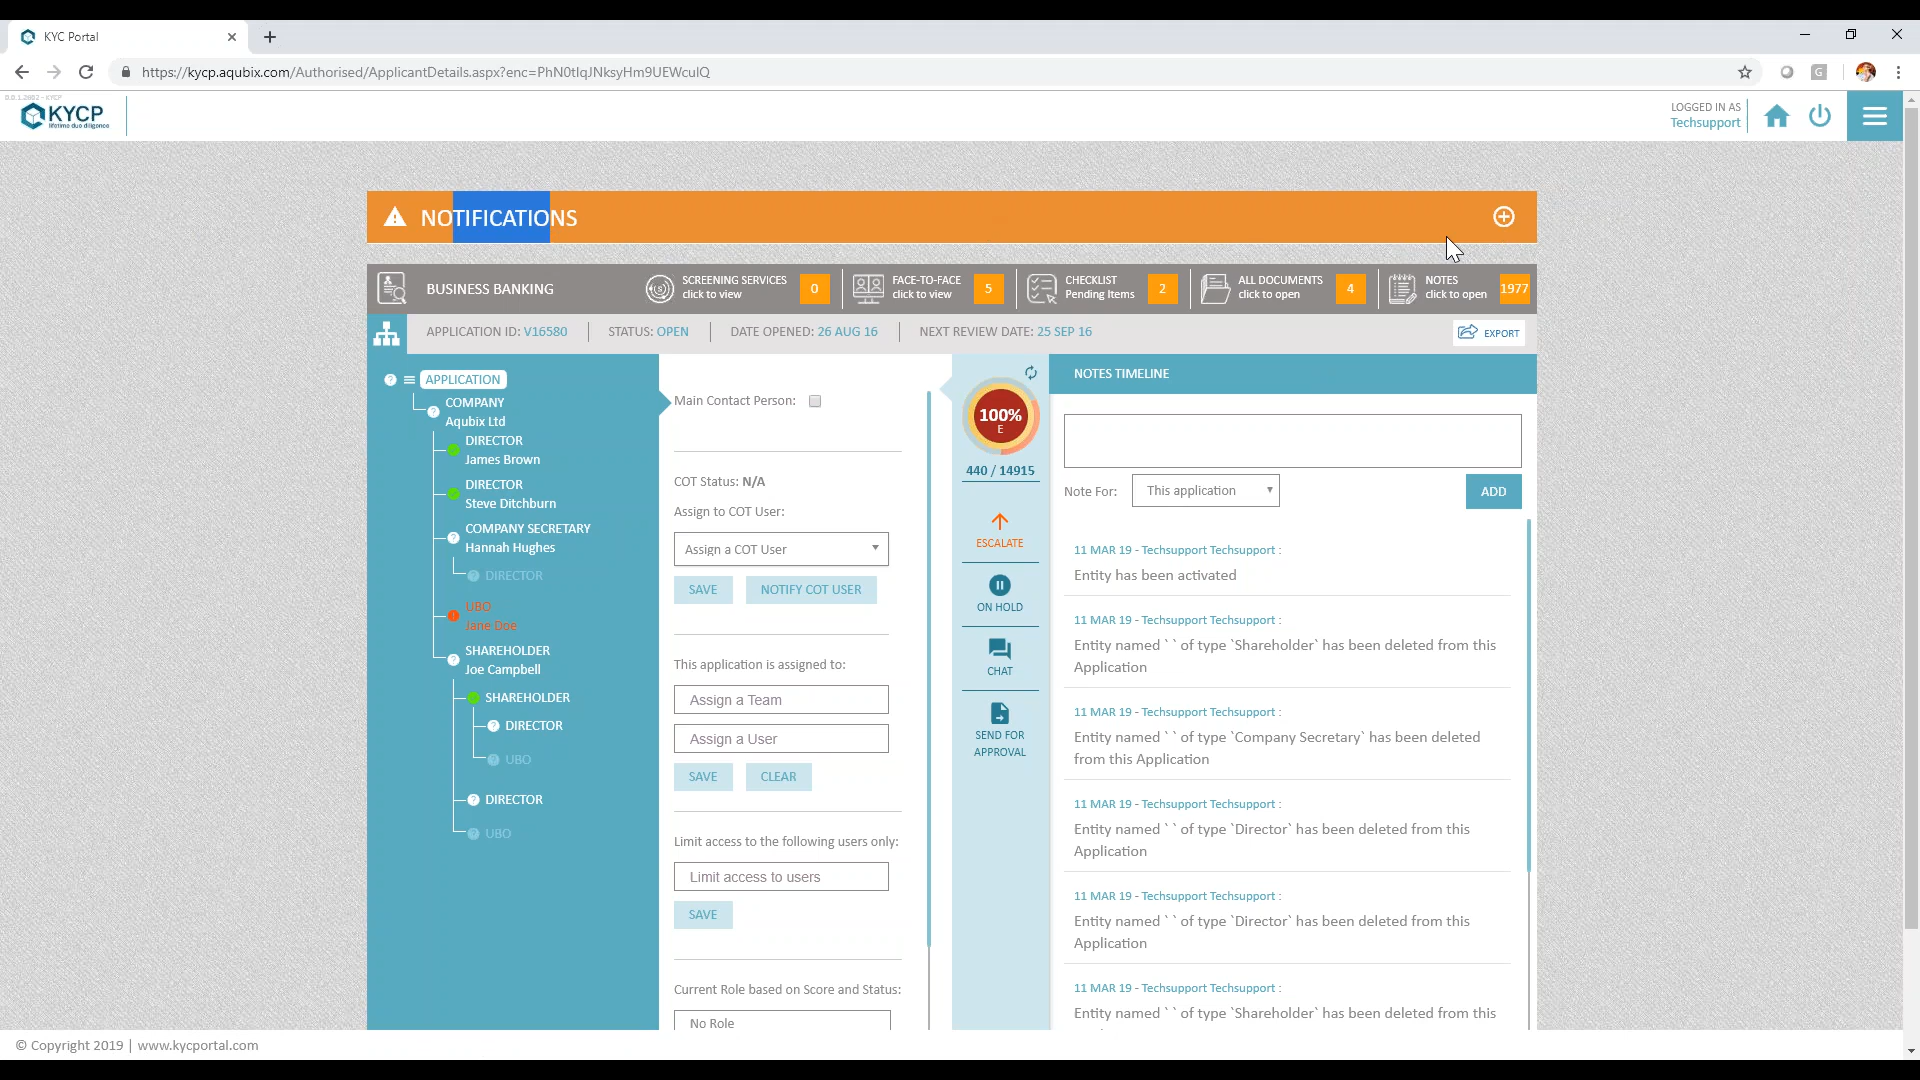 KYC Portal
https://kycp.aqubix.com/Authorised/ApplicantDetails.aspx?enc=PhN0tIqJNksyHm9UEWcuIQ
KYCP
lifetime due diligence
LOGGED IN AS
Techsupport
NOTIFICATIONS
BUSINESS BANKING
SCREENING SERVICES
click to view
0
FACE-TO-FACE
click to view
5
CHECKLIST
Pending Items
2
ALL DOCUMENTS
click to open
4
NOTES
click to open
1977
APPLICATION ID: V16580
STATUS: OPEN
DATE OPENED: 26 AUG 16
NEXT REVIEW DATE: 25 SEP 16
EXPORT
APPLICATION
COMPANY
Aqubix Ltd
DIRECTOR
James Brown
DIRECTOR
Steve Ditchburn
COMPANY SECRETARY
Hannah Hughes
DIRECTOR
UBO
Jane Doe
SHAREHOLDER
Joe Campbell
SHAREHOLDER
DIRECTOR
UBO
DIRECTOR
UBO
Main Contact Person:
COT Status: N/A
Assign to COT User:
Assign a COT User
SAVE
NOTIFY COT USER
This application is assigned to:
Assign a Team
Assign a User
SAVE
CLEAR
Limit access to the following users only:
Limit access to users
SAVE
Current Role based on Score and Status:
No Role
100%
E
440 / 14915
ESCALATE
ON HOLD
CHAT
SEND FOR
APPROVAL
NOTES TIMELINE
Note For:
This application
ADD
11 MAR 19 - Techsupport Techsupport :
Entity has been activated
11 MAR 19 - Techsupport Techsupport :
Entity named ` ` of type `Shareholder` has been deleted from this
Application
11 MAR 19 - Techsupport Techsupport :
Entity named ` ` of type `Company Secretary` has been deleted
from this Application
11 MAR 19 - Techsupport Techsupport :
Entity named ` ` of type `Director` has been deleted from this
Application
11 MAR 19 - Techsupport Techsupport :
Entity named ` ` of type `Director` has been deleted from this
Application
11 MAR 19 - Techsupport Techsupport :
Entity named ` ` of type `Shareholder` has been deleted from this
© Copyright 2019 | www.kycportal.com